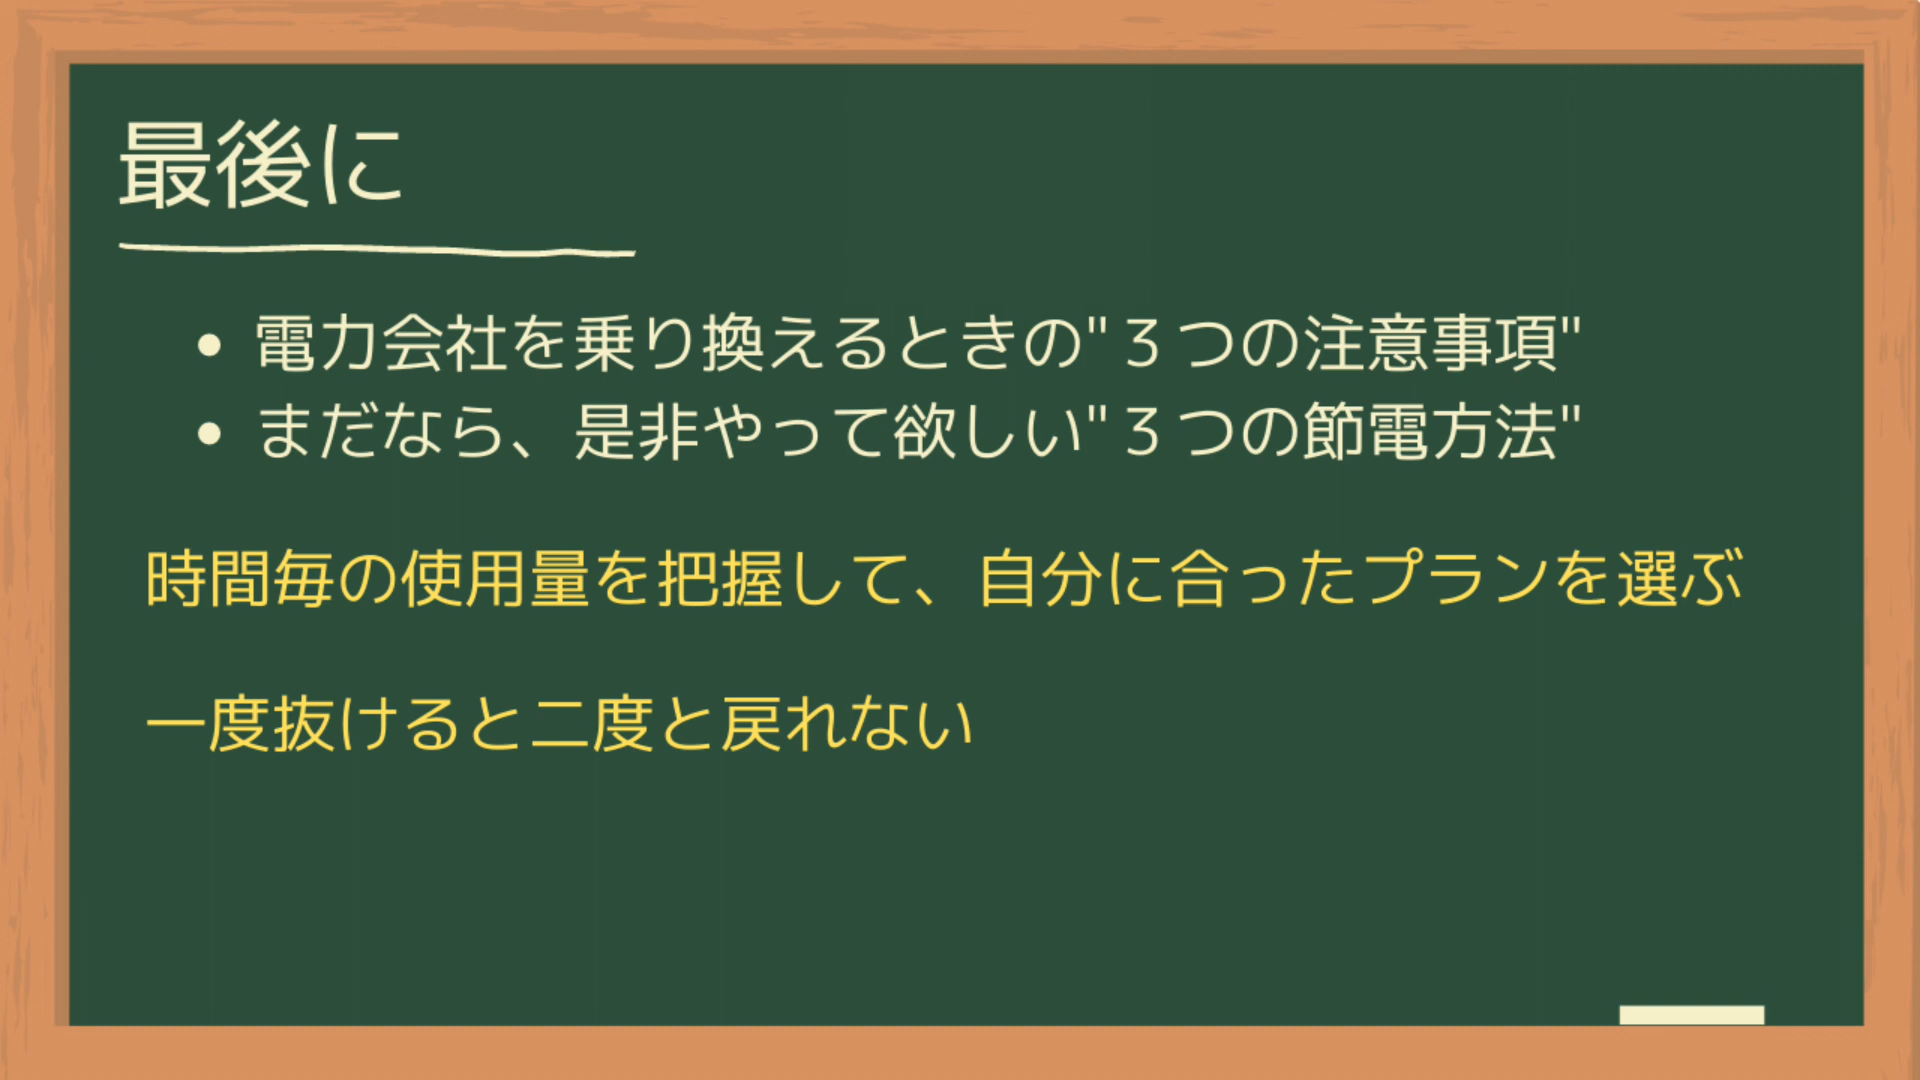 最後に
• 電力会社を乗り換えるときの"３つの注意事項"
• まだなら、是非やって欲しい"３つの節電方法"
時間毎の使用量を把握して、自分に合ったプランを選ぶ
一度抜けると二度と戻れない